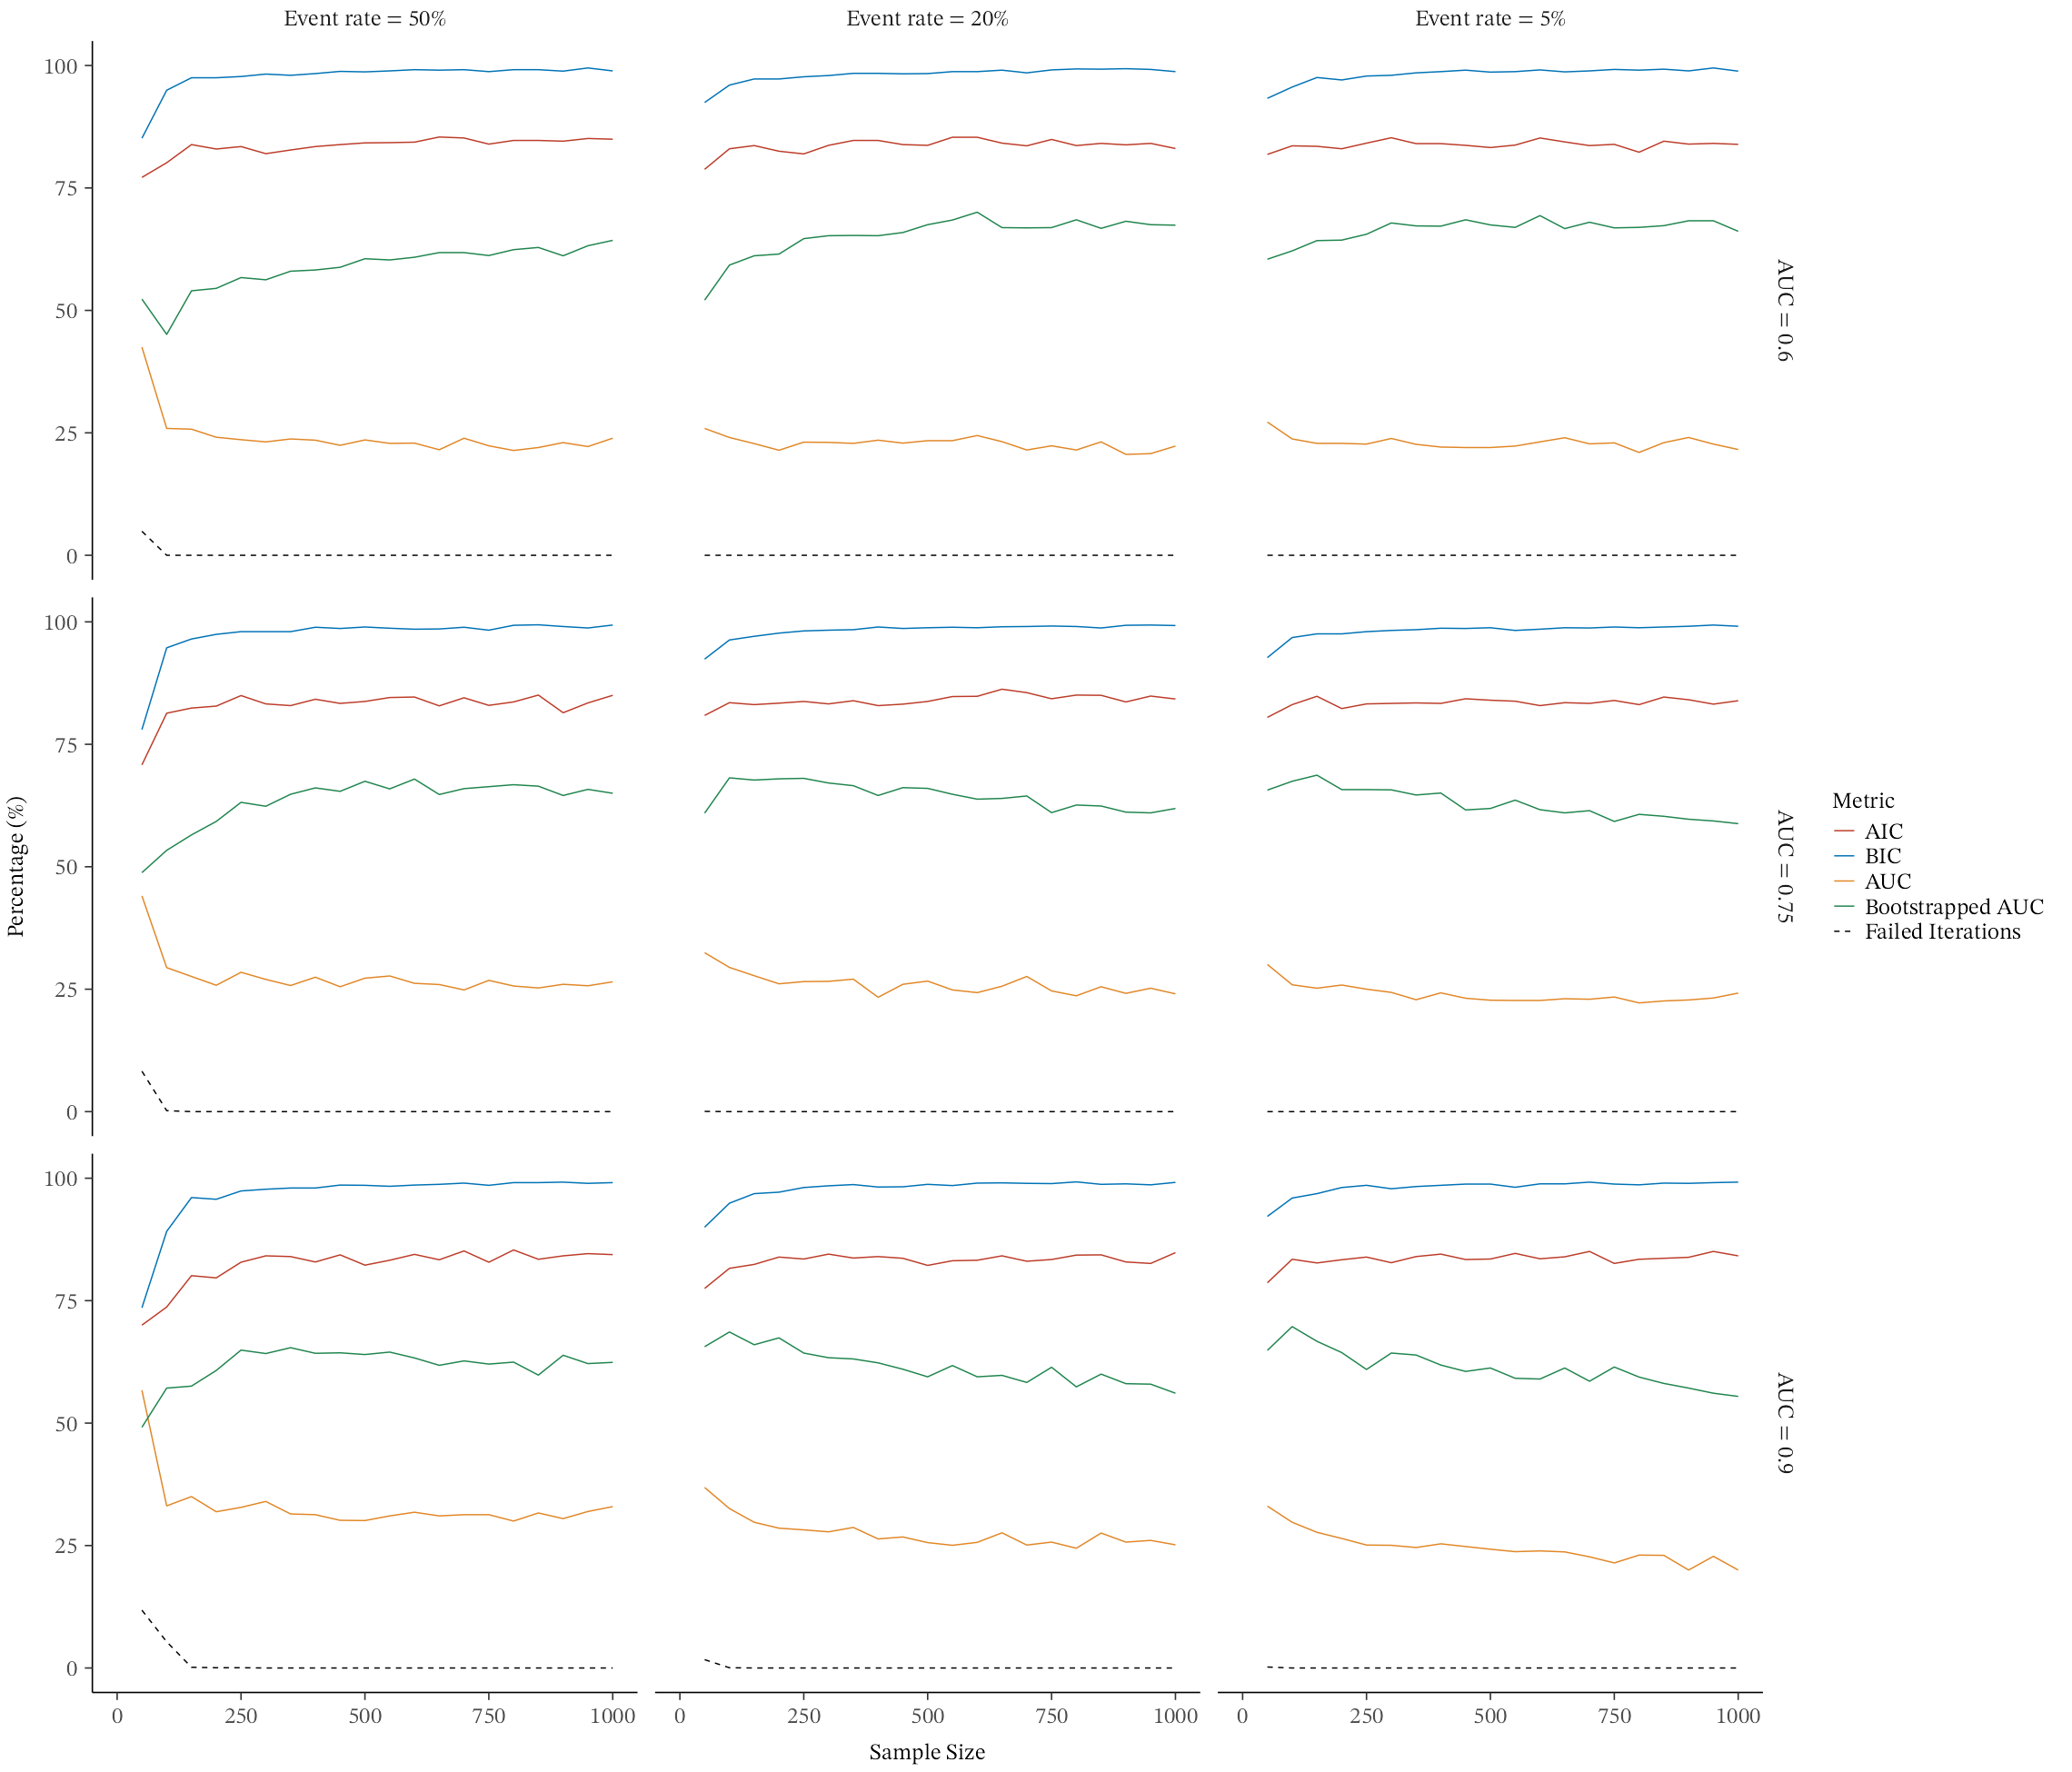 Event rate = 50%
Event rate = 20%
Event rate = 5%
100
75
50
25
0
AUC = 0.6
100
75
50
25
0
AUC = 0.75
100
75
50
25
0
AUC = 0.9
Percentage (%)
0 250 500 750 1000
0 250 500 750 1000
0 250 500 750 1000
Sample Size
Metric
AIC
BIC
AUC
Bootstrapped AUC
Failed Iterations